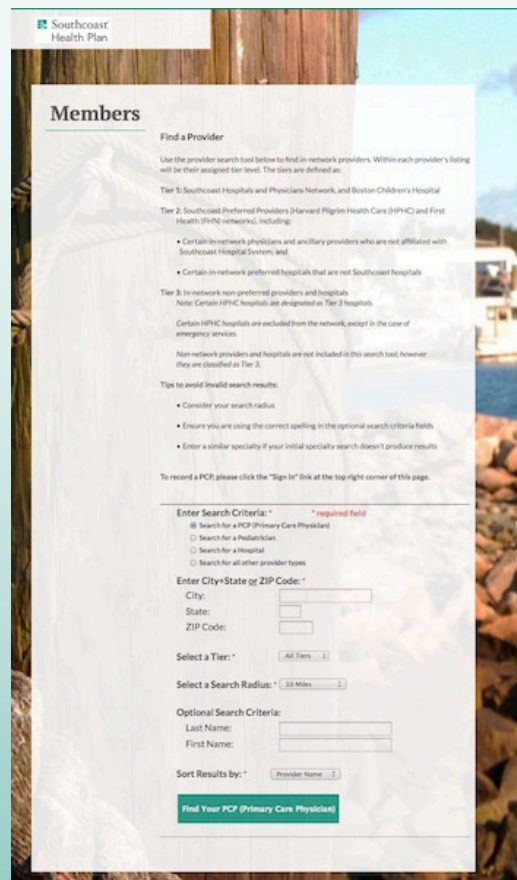 Southcoast®
Health Plan
Members
Find a Provider
Use the provider search tool below to find in-network providers. Within each provider's listing
will be their assigned tier level. The tiers are defined as:
Tier 1: Southcoast Hospitals and Physicians Network, and Boston Children's Hospital
Tier 2: Southcoast Preferred Providers (Harvard Pilgrim Health Care (HPHC) and First
Health (FHN) networks), including:
• Certain in-network physicians and ancillary providers who are not affiliated with
Southcoast Hospital System; and
• Certain in-network preferred hospitals that are not Southcoast hospitals
Tier 3: In-network non-preferred providers and hospitals
Note: Certain HPHC hospitals are designated as Tier 3 hospitals.
Certain HPHC hospitals are excluded from the network, except in the case of
emergency services.
Non-network providers and hospitals are not included in this search tool; however
they are classified as Tier 3.
Tips to avoid invalid search results:
• Consider your search radius
• Ensure you are using the correct spelling in the optional search criteria fields
• Enter a similar specialty if your initial specialty search doesn't produce results
To record a PCP, please click the "Sign In" link at the top right corner of this page.
Enter Search Criteria: * * required field
Search for a PCP (Primary Care Physician)
Search for a Pediatrician
Search for a Hospital
Search for all other provider types
Enter City+State or ZIP Code: *
City:
State:
ZIP Code:
Select a Tier: * All Tiers
Select a Search Radius: * 10 Miles
Optional Search Criteria:
Last Name:
First Name:
Sort Results by: * Provider Name
Find Your PCP (Primary Care Physician)